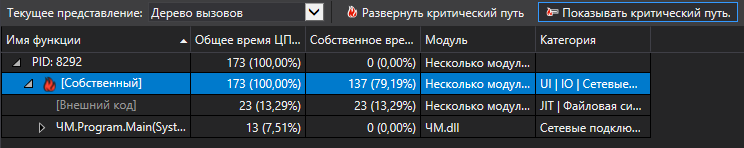 Текущее представление: Дерево вызовов Развернуть критический путь Показывать критический путь.
Имя функции Общее время ЦП... Собственное вре... Модуль Категория
PID: 8292 173 (100,00%) 0 (0,00%) Несколько модул...
[Собственный] 173 (100,00%) 137 (79,19%) Несколько модул... UI | IO | Сетевые...
[Внешний код] 23 (13,29%) 23 (13,29%) Несколько модул... JIT | Файловая си...
ЧМ.Program.Main(Syst... 13 (7,51%) 0 (0,00%) ЧМ.dll Сетевые подклю...